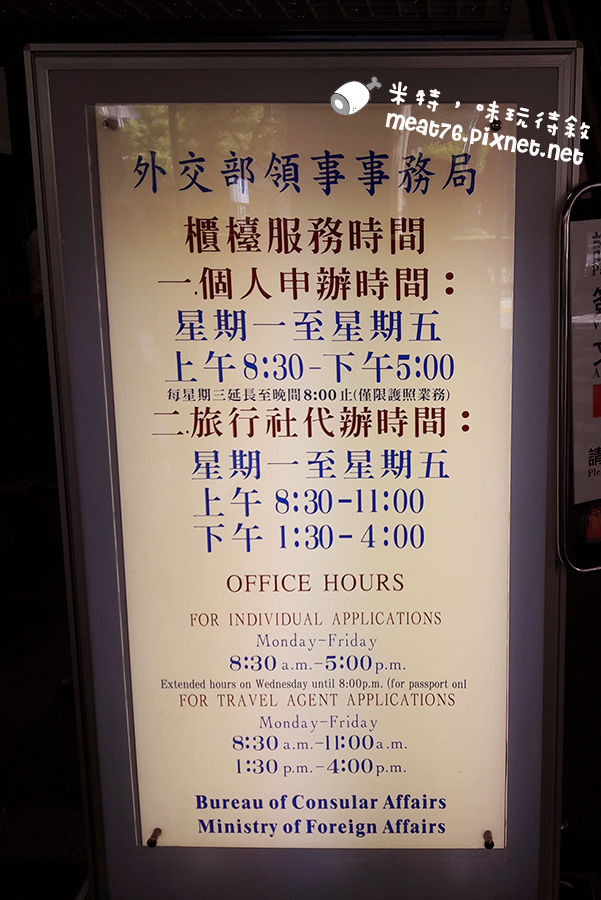 米特，味玩待敘
meat76.pixnet.net
外交部領事事務局
櫃檯服務時間
一.個人申辦時間：
星期一至星期五
上午8:30-下午5:00
每星期三延長至晚間8:00止(僅限護照業務)
二.旅行社代辦時間：
星期一至星期五
上午 8:30-11:00
下午 1:30-4:00
OFFICE HOURS
FOR INDIVIDUAL APPLICATIONS
Monday-Friday
8:30 a.m.-5:00 p.m.
Extended hours on Wednesday until 8:00p.m. (for passport onl
FOR TRAVEL AGENT APPLICATIONS
Monday-Friday
8:30 a.m.-11:00 a.m.
1:30 p.m.-4:00 p.m.
Bureau of Consular Affairs
Ministry of Foreign Affairs